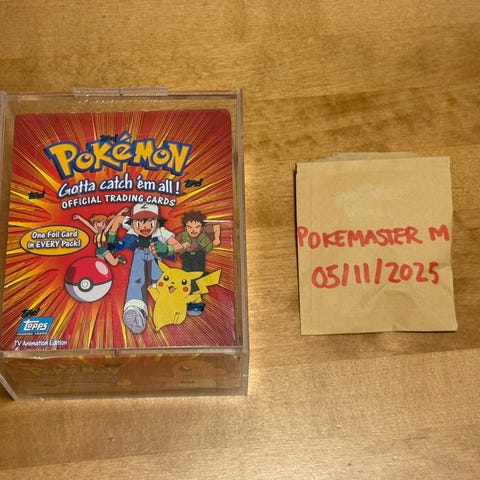 POKéMON
Gotta catch 'em all!
OFFICIAL TRADING CARDS
One Foil Card
in EVERY Pack!
Topps
TV Animation Edition
POKEMASTER M
05/11/2025